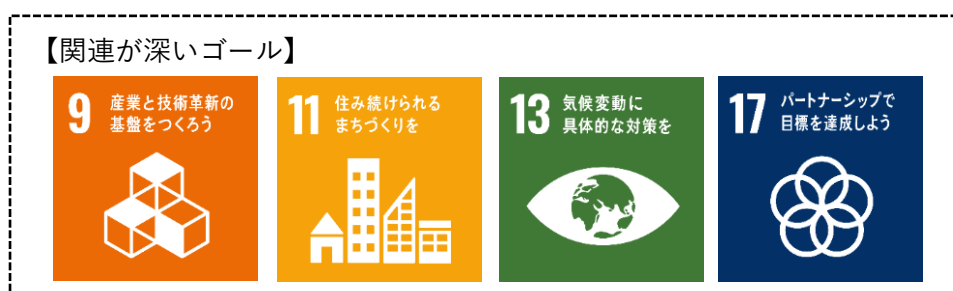 【関連が深いゴール】
9 産業と技術革新の
基盤をつくろう
11 住み続けられる
まちづくりを
13 気候変動に
具体的な対策を
17 パートナーシップで
目標を達成しよう